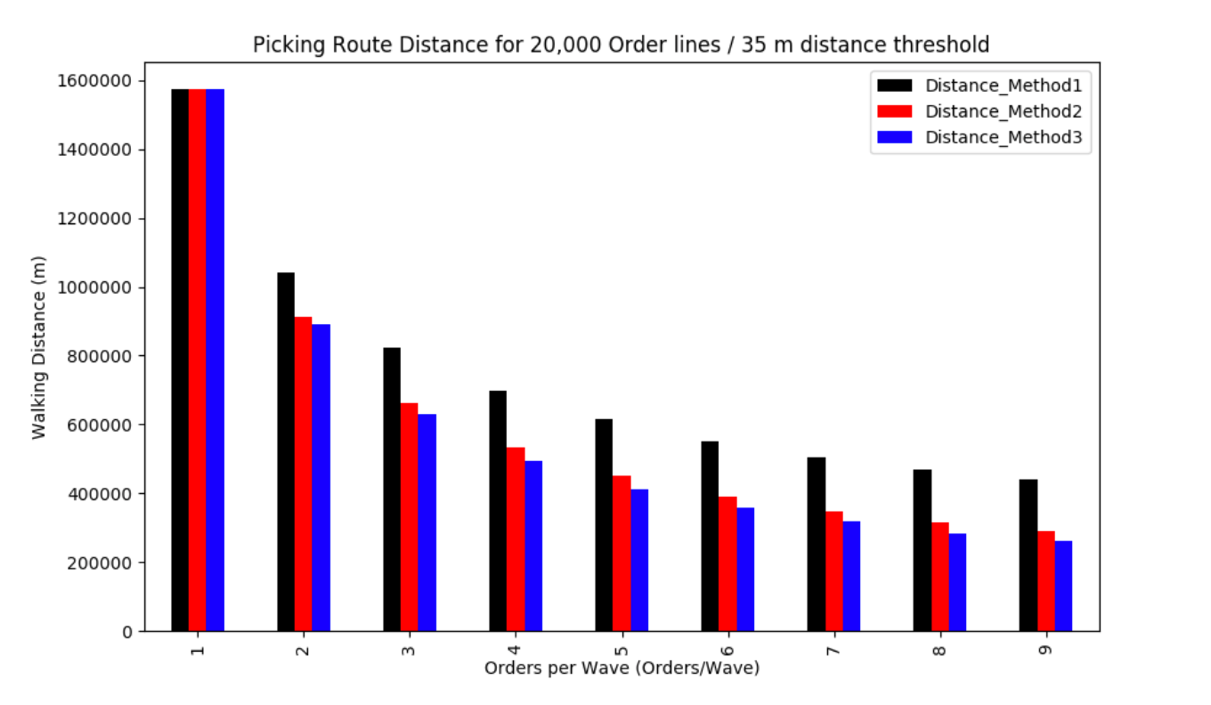 Picking Route Distance for 20,000 Order lines / 35 m distance threshold
Distance_Method1
Distance_Method2
Distance_Method3
Walking Distance (m)
1600000
1400000
1200000
1000000
800000
600000
400000
200000
0
1 2 3 4 5 6 7 8 9
Orders per Wave (Orders/Wave)